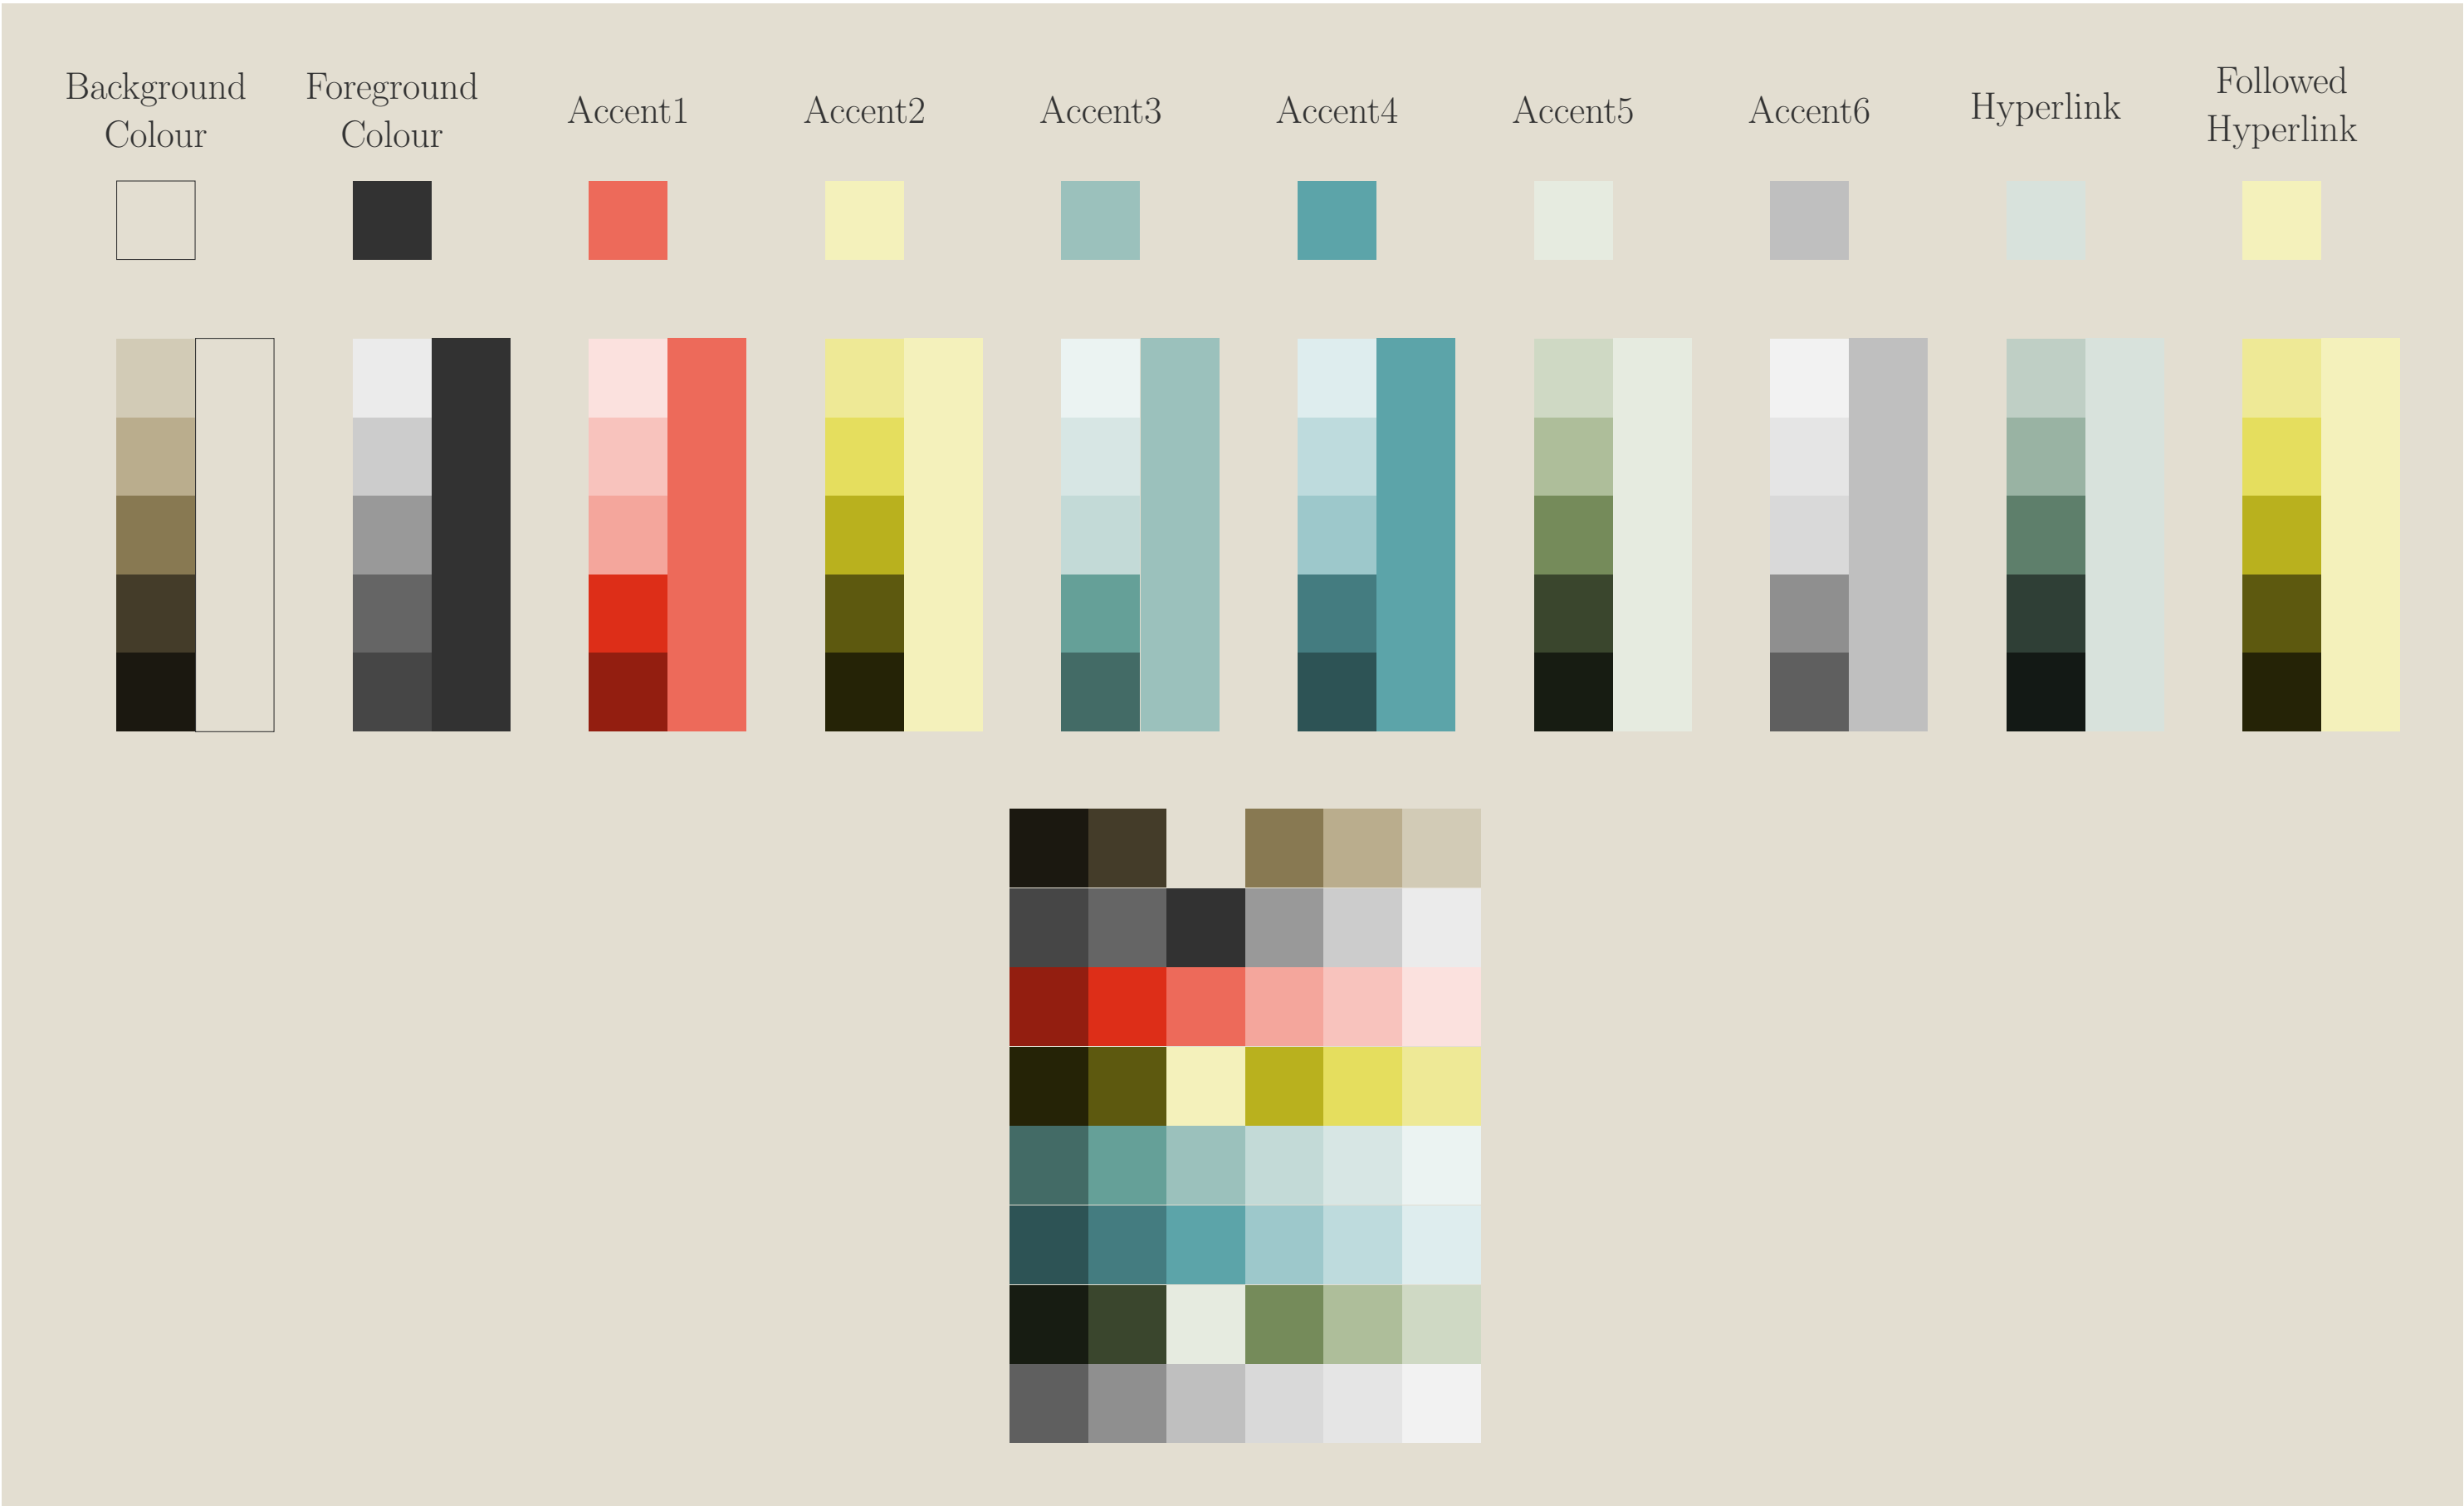 Background
Colour
Foreground
Colour
Accent1
Accent2
Accent3
Accent4
Accent5
Accent6
Hyperlink
Followed
Hyperlink